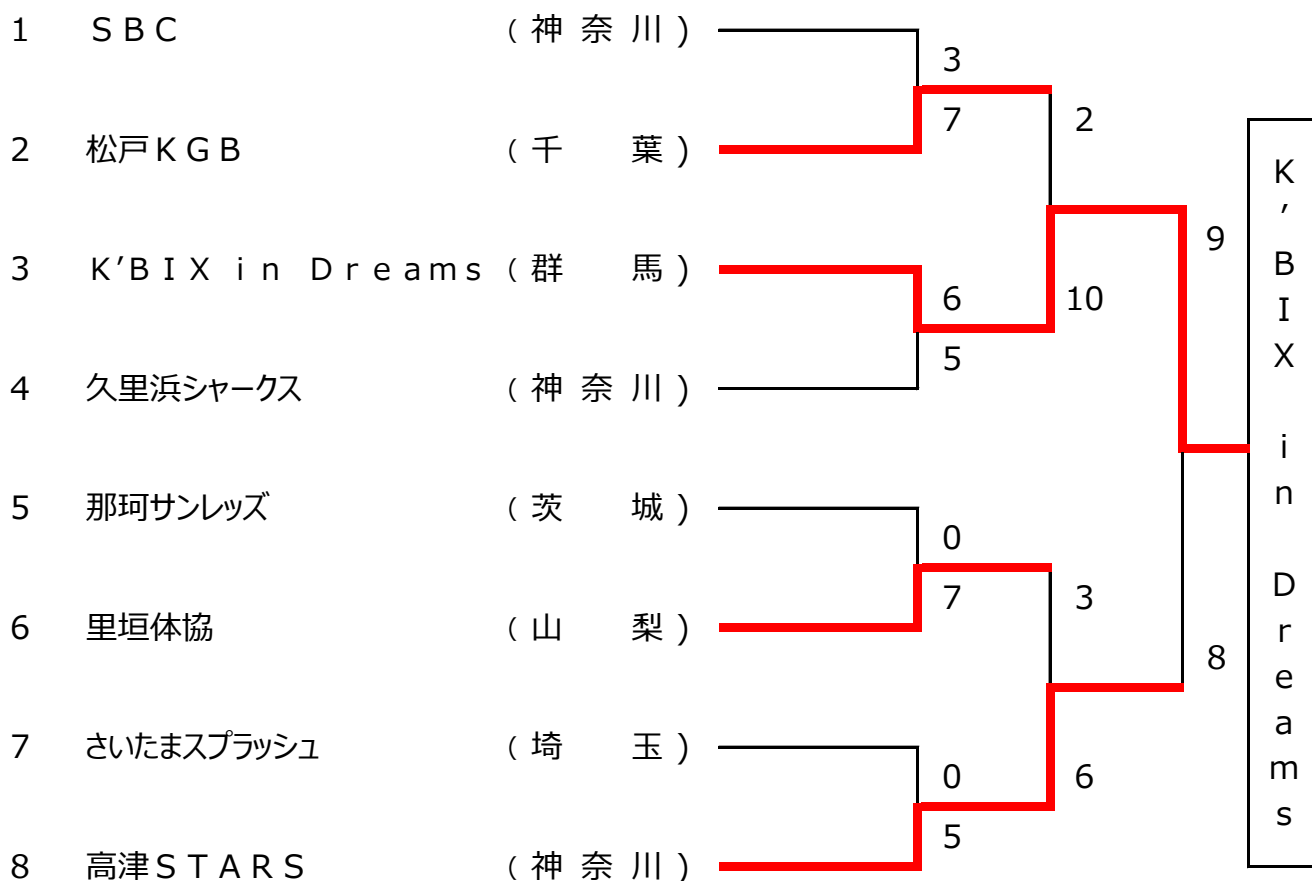 1 ＳＢＣ （神奈川）
3
7
2
2 松戸ＫＧＢ （千　葉）
3 K’ＢＩＸ ｉｎ Ｄｒｅａｍｓ （群　馬）
9
6
10
5
4 久里浜シャークス （神奈川）
5 那珂サンレッズ （茨　城）
0
7
3
6 里垣体協 （山　梨）
8
7 さいたまスプラッシュ （埼　玉）
0
6
5
8 高津ＳＴＡＲＳ （神奈川）
K’BIX in Dreams